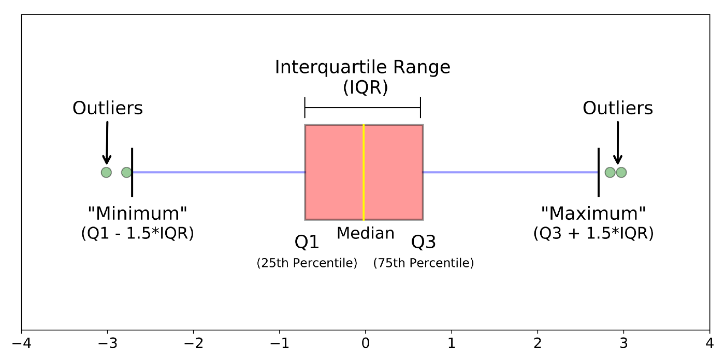 Interquartile Range
(IQR)
Outliers
Outliers
"Minimum"
(Q1 - 1.5*IQR)
"Maximum"
(Q3 + 1.5*IQR)
Median
Q1
Q3
(25th Percentile)
(75th Percentile)
−4 −3 −2 −1 0 1 2 3 4